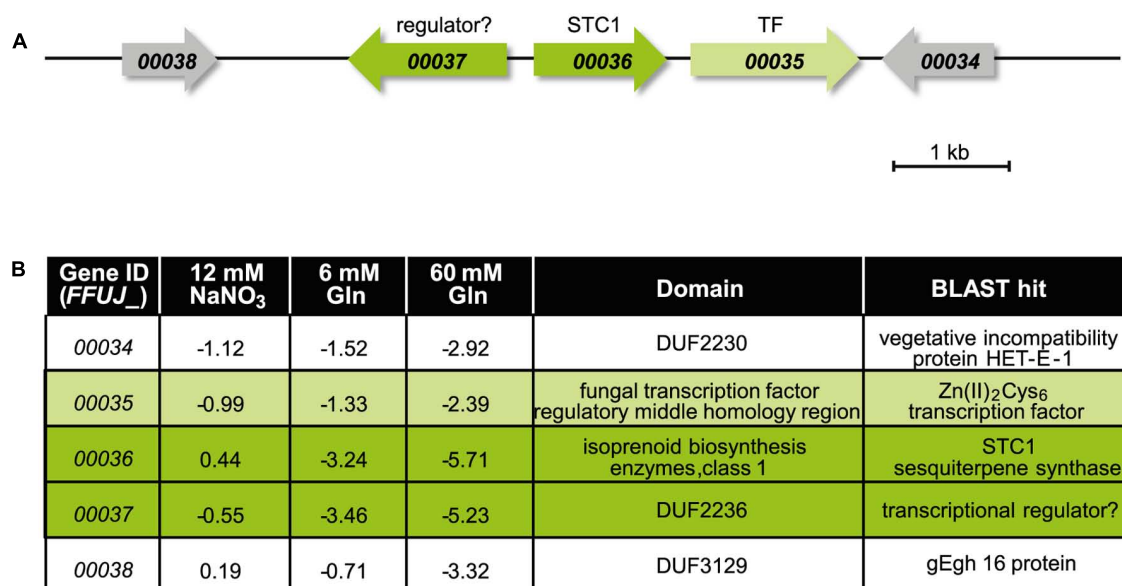 A
regulator? STC1 TF
00038 00037 00036 00035 00034
1 kb
B
Gene ID (FFUJ_) 12 mM NaNO₃ 6 mM Gln 60 mM Gln Domain BLAST hit
00034 -1.12 -1.52 -2.92 DUF2230 vegetative incompatibility protein HET-E-1
00035 -0.99 -1.33 -2.39 fungal transcription factor regulatory middle homology region Zn(II)₂Cys₆ transcription factor
00036 0.44 -3.24 -5.71 isoprenoid biosynthesis enzymes,class 1 STC1 sesquiterpene synthase
00037 -0.55 -3.46 -5.23 DUF2236 transcriptional regulator?
00038 0.19 -0.71 -3.32 DUF3129 gEgh 16 protein